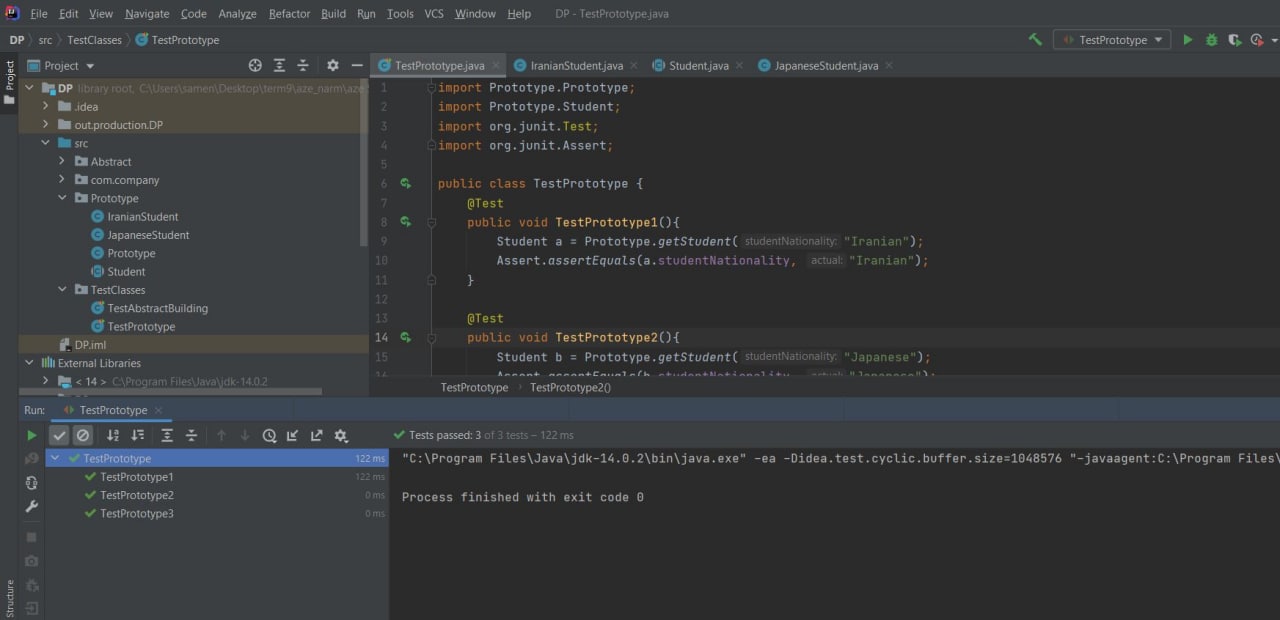 File Edit View Navigate Code Analyze Refactor Build Run Tools VCS Window Help DP - TestPrototype.java
DP src TestClasses TestPrototype TestPrototype
Project
Project
TestPrototype.java IranianStudent.java Student.java JapaneseStudent.java
DP library root, C:\Users\samen\Desktop\term9\aze_narm\aze
.idea
out.production.DP
src
Abstract
com.company
Prototype
IranianStudent
JapaneseStudent
Prototype
Student
TestClasses
TestAbstractBuilding
TestPrototype
DP.iml
External Libraries
< 14 > C:\Program Files\Java\jdk-14.0.2
1 import Prototype.Prototype;
2 import Prototype.Student;
3 import org.junit.Test;
4 import org.junit.Assert;
5
6 public class TestPrototype {
7 @Test
8 public void TestPrototype1(){
9 Student a = Prototype.getStudent( studentNationality: "Iranian");
10 Assert.assertEquals(a.studentNationality, actual: "Iranian");
11 }
12
13 @Test
14 public void TestPrototype2(){
15 Student b = Prototype.getStudent( studentNationality: "Japanese");
16 Assert.assertEquals(b.studentNationality, actual: "Japanese");
TestPrototype TestPrototype2()
Run: TestPrototype
Tests passed: 3 of 3 tests – 122 ms
TestPrototype 122 ms
TestPrototype1 122 ms
TestPrototype2 0 ms
TestPrototype3 0 ms
"C:\Program Files\Java\jdk-14.0.2\bin\java.exe" -ea -Didea.test.cyclic.buffer.size=1048576 "-javaagent:C:\Program Files\
Process finished with exit code 0
Structure